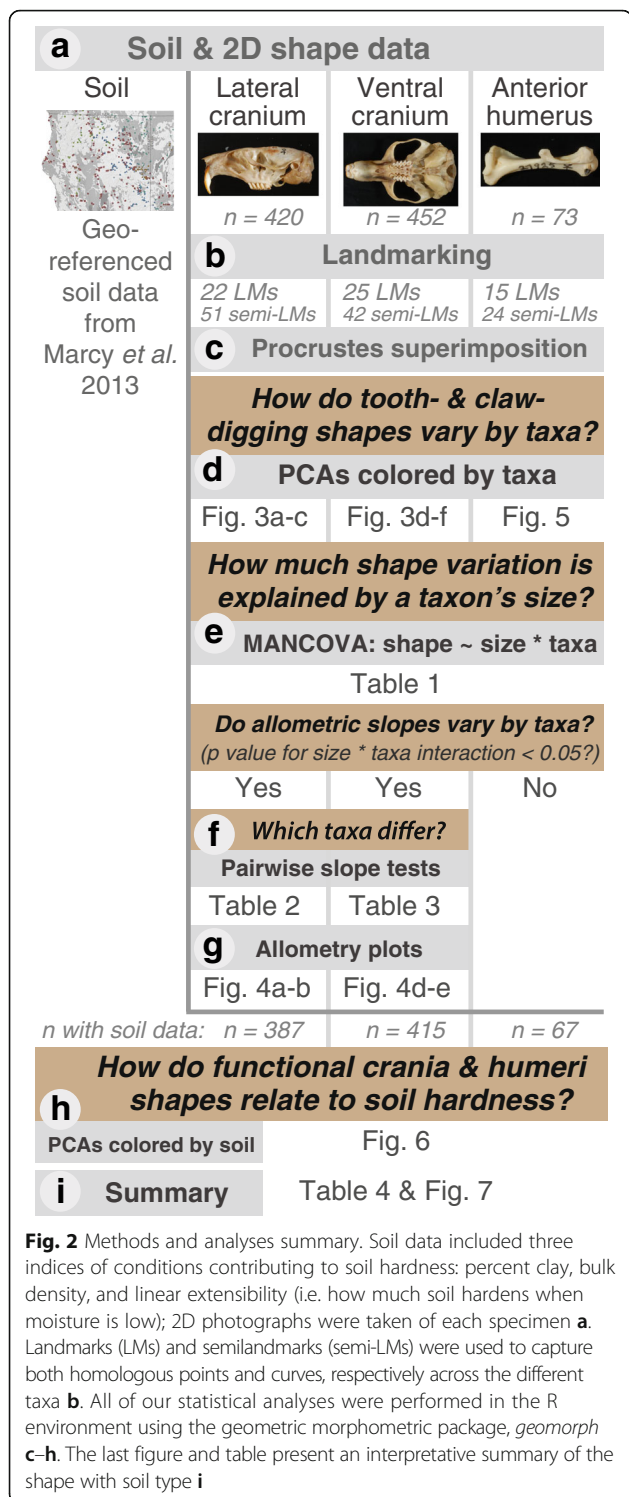 a Soil & 2D shape data
Soil
Lateral cranium
Ventral cranium
Anterior humerus
n = 420
n = 452
n = 73
Geo-
referenced
soil data
from
Marcy et al.
2013
b Landmarking
22 LMs
51 semi-LMs
25 LMs
42 semi-LMs
15 LMs
24 semi-LMs
c Procrustes superimposition
How do tooth- & claw-
digging shapes vary by taxa?
d PCAs colored by taxa
Fig. 3a-c
Fig. 3d-f
Fig. 5
How much shape variation is
explained by a taxon's size?
e MANCOVA: shape ~ size * taxa
Table 1
Do allometric slopes vary by taxa?
(p value for size * taxa interaction < 0.05?)
Yes
Yes
No
f Which taxa differ?
Pairwise slope tests
Table 2
Table 3
g Allometry plots
Fig. 4a-b
Fig. 4d-e
n with soil data: n = 387
n = 415
n = 67
How do functional crania & humeri
shapes relate to soil hardness?
h PCAs colored by soil
Fig. 6
i Summary
Table 4 & Fig. 7
Fig. 2 Methods and analyses summary. Soil data included three
indices of conditions contributing to soil hardness: percent clay, bulk
density, and linear extensibility (i.e. how much soil hardens when
moisture is low); 2D photographs were taken of each specimen a.
Landmarks (LMs) and semilandmarks (semi-LMs) were used to capture
both homologous points and curves, respectively across the different
taxa b. All of our statistical analyses were performed in the R
environment using the geometric morphometric package, geomorph
c–h. The last figure and table present an interpretative summary of the
shape with soil type i